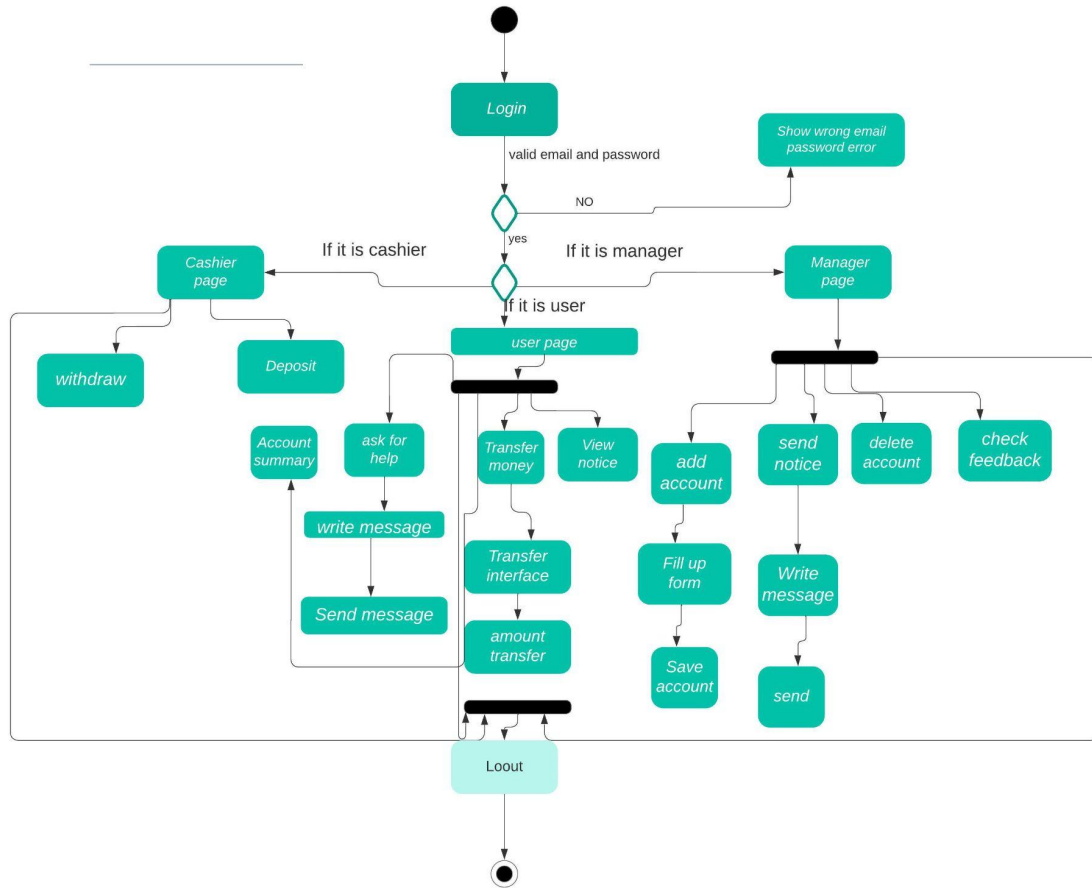 Login
Show wrong email
password error
valid email and password
NO
yes
If it is cashier
If it is manager
Cashier
page
Manager
page
If it is user
user page
withdraw
Deposit
Account
summary
ask for
help
Transfer
money
View
notice
add
account
send
notice
delete
account
check
feedback
write message
Transfer
interface
Fill up
form
Write
message
Send message
amount
transfer
Save
account
send
Loout